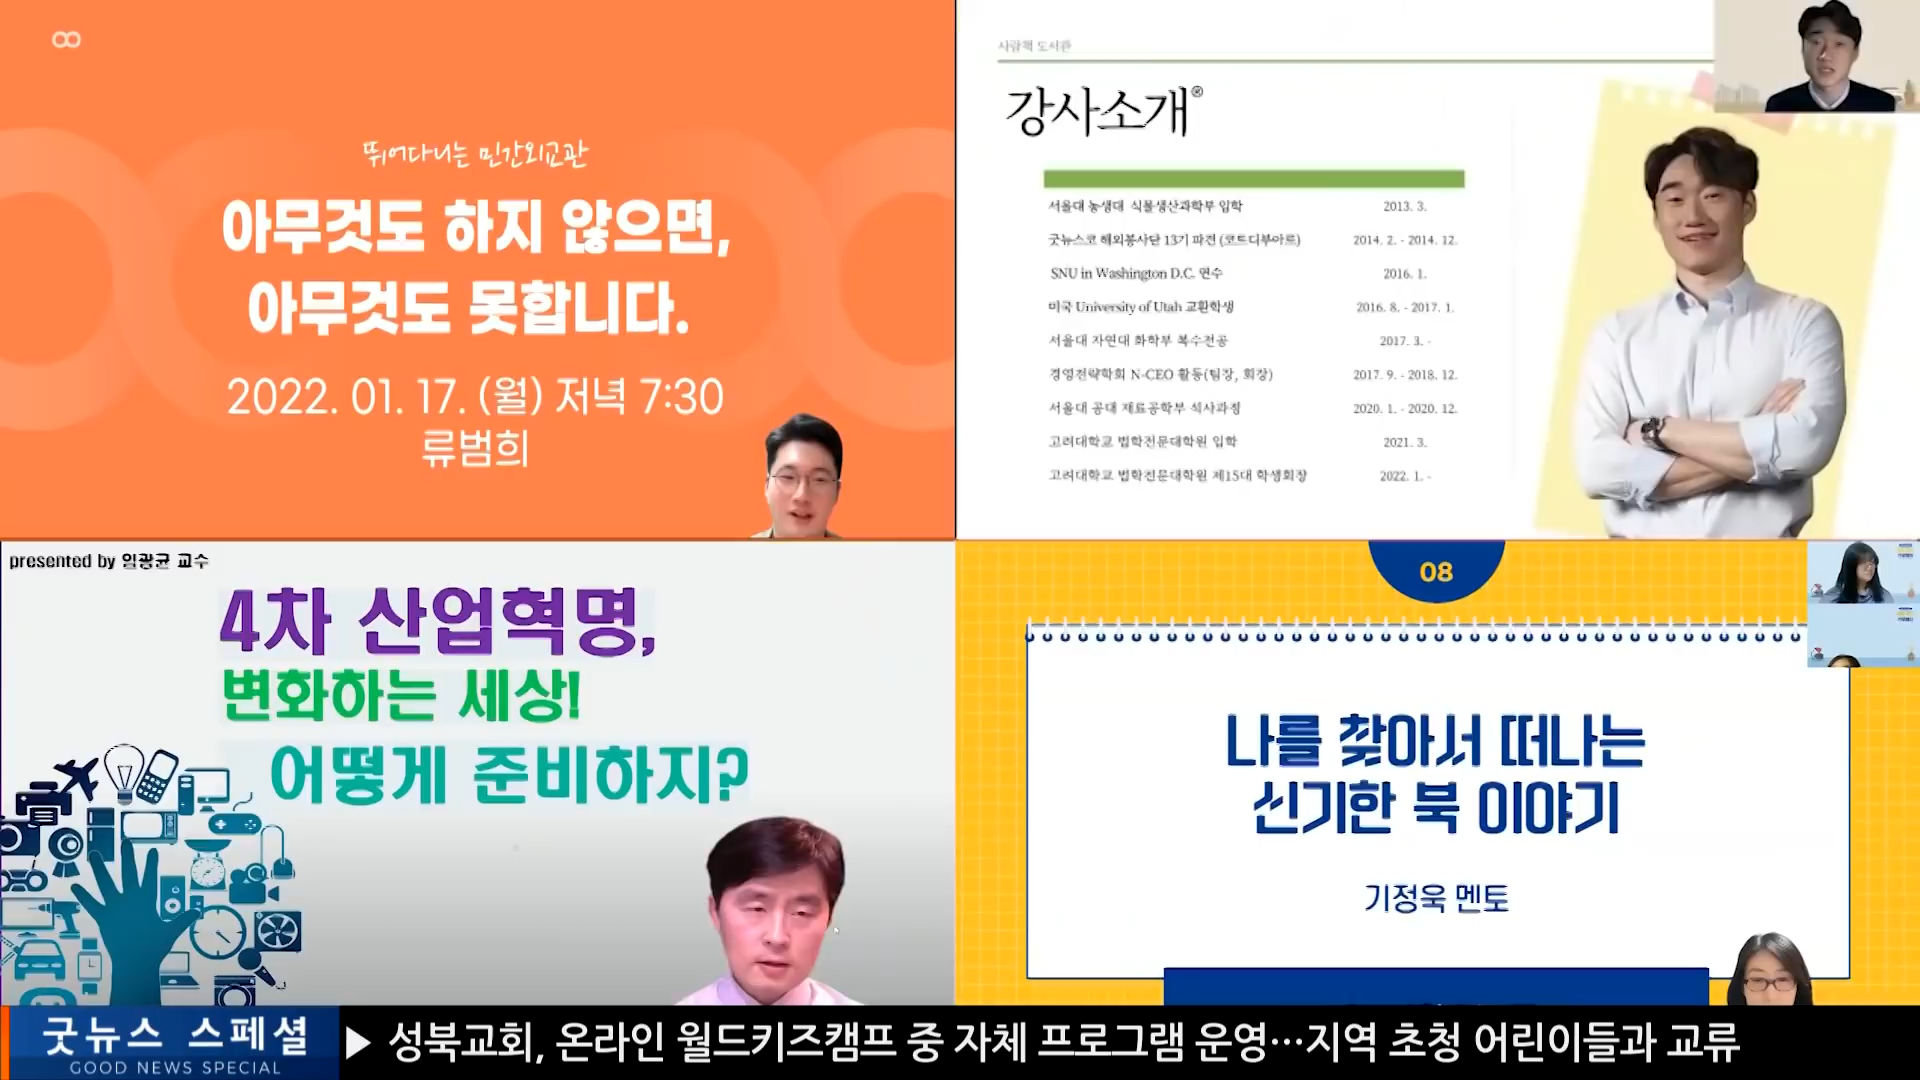 뛰어다니는 민간외교관
아무것도 하지 않으면,
아무것도 못합니다.
2022. 01. 17. (월) 저녁 7:30
류범희
사람책 도서관
강사소개
서울대 농생대 식물생산과학부 입학 2013. 3.
굿뉴스코 해외봉사단 13기 파견 (코트디부아르) 2014. 2. - 2014. 12.
SNU in Washington D.C. 연수 2016. 1.
미국 University of Utah 교환학생 2016. 8. - 2017. 1.
서울대 자연대 화학부 복수전공 2017. 3. -
경영전략학회 N-CEO 활동(팀장, 회장) 2017. 9. - 2018. 12.
서울대 공대 재료공학부 석사과정 2020. 1. - 2020. 12.
고려대학교 법학전문대학원 입학 2021. 3.
고려대학교 법학전문대학원 제15대 학생회장 2022. 1. -
presented by 임광균 교수
4차 산업혁명,
변화하는 세상!
어떻게 준비하지?
08
나를 찾아서 떠나는
신기한 북 이야기
기정욱 멘토
굿뉴스 스페셜
GOOD NEWS SPECIAL
▶ 성북교회, 온라인 월드키즈캠프 중 자체 프로그램 운영…지역 초청 어린이들과 교류